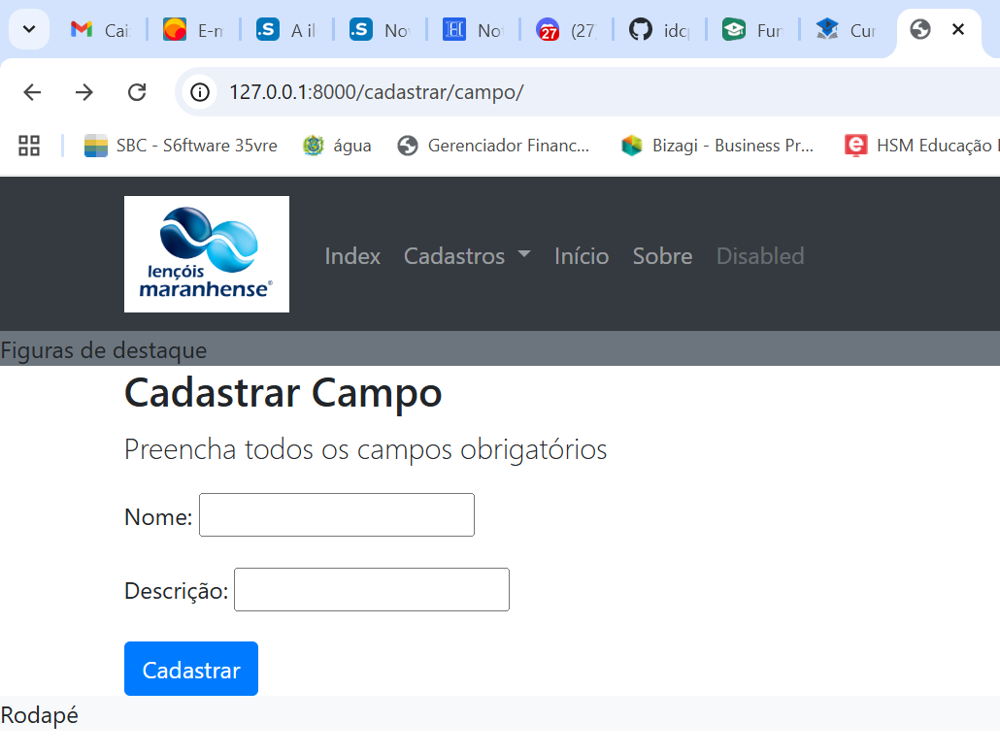 Cai E-n A il No No (27 idc Fur Cur
127.0.0.1:8000/cadastrar/campo/
SBC - S6ftware 35vre água Gerenciador Financ... Bizagi - Business Pr... HSM Educação
lençóis
maranhense®
Index Cadastros Início Sobre Disabled
Figuras de destaque
Cadastrar Campo
Preencha todos os campos obrigatórios
Nome:
Descrição:
Cadastrar
Rodapé